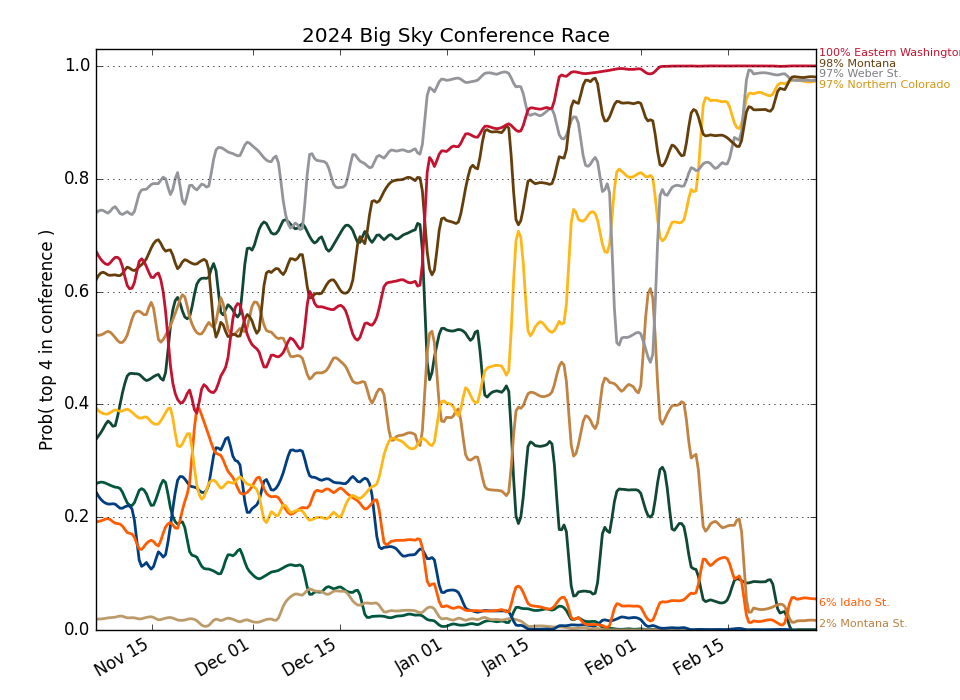 2024 Big Sky Conference Race
100% Eastern Washington
98% Montana
97% Weber St.
97% Northern Colorado
1.0
0.8
0.6
0.4
0.2
0.0
Prob( top 4 in conference )
6% Idaho St.
2% Montana St.
Nov 15
Dec 01
Dec 15
Jan 01
Jan 15
Feb 01
Feb 15